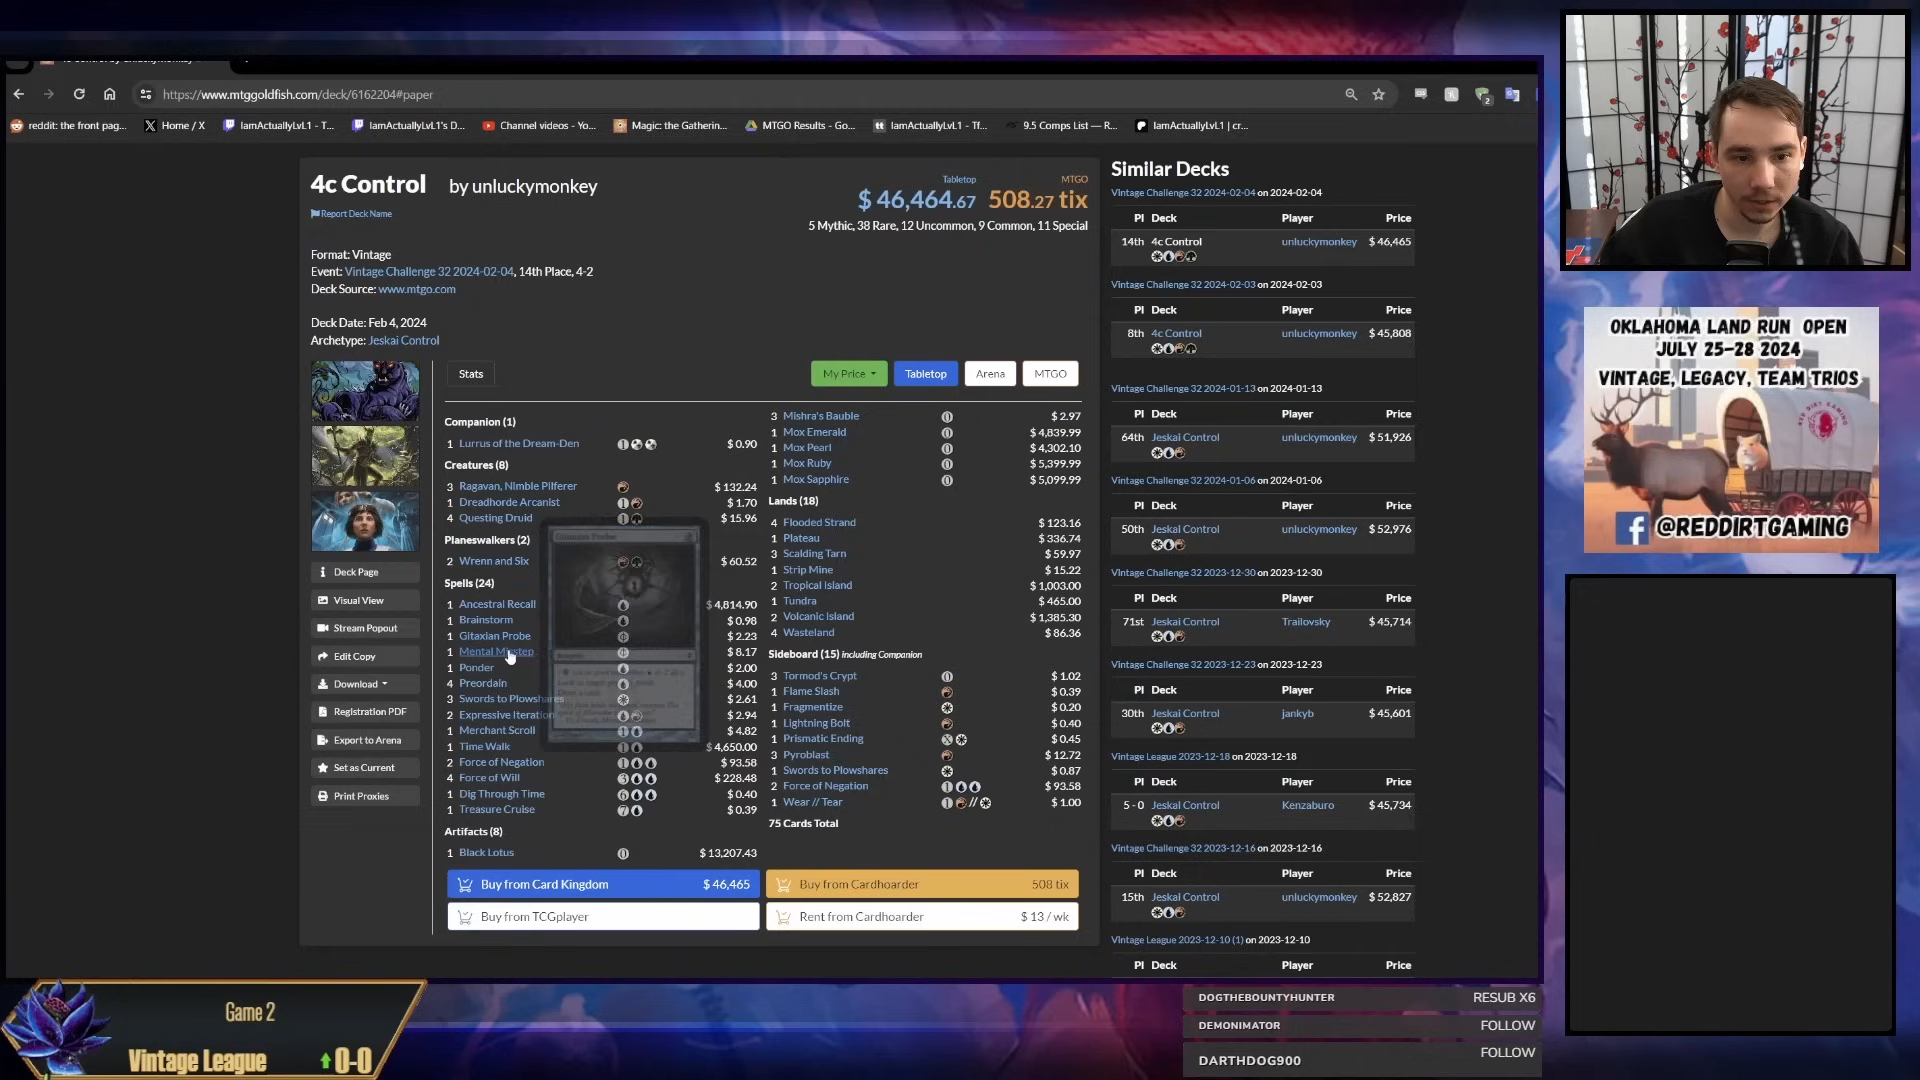 https://www.mtggoldfish.com/deck/6162204#paper
reddit: the front pag...
Home / X
IamActuallyLvL1 - T...
IamActuallyLvL1's D...
Channel videos - Yo...
Magic: the Gatherin...
MTGO Results - Go...
IamActuallyLvL1 - Tf...
9.5 Comps List — R...
IamActuallyLvL1 | cr...
4c Control by unluckymonkey
Report Deck Name
Tabletop
$ 46,464.67
MTGO
508.27 tix
5 Mythic, 38 Rare, 12 Uncommon, 9 Common, 11 Special
Format: Vintage
Event: Vintage Challenge 32 2024-02-04, 14th Place, 4-2
Deck Source: www.mtgo.com
Deck Date: Feb 4, 2024
Archetype: Jeskai Control
Deck Page
Visual View
Stream Popout
Edit Copy
Download
Registration PDF
Export to Arena
Set as Current
Print Proxies
Stats
My Price
Tabletop
Arena
MTGO
Companion (1)
1 Lurrus of the Dream-Den $ 0.90
Creatures (8)
3 Ragavan, Nimble Pilferer $ 132.24
1 Dreadhorde Arcanist $ 1.70
4 Questing Druid $ 15.96
Planeswalkers (2)
2 Wrenn and Six $ 60.52
Spells (24)
1 Ancestral Recall $ 4,814.90
1 Brainstorm $ 0.98
1 Gitaxian Probe $ 2.23
1 Mental Misstep $ 8.17
1 Ponder $ 2.00
4 Preordain $ 4.00
3 Swords to Plowshares $ 2.61
2 Expressive Iteration $ 2.94
1 Merchant Scroll $ 4.82
1 Time Walk $ 4,650.00
2 Force of Negation $ 93.58
4 Force of Will $ 228.48
1 Dig Through Time $ 0.40
1 Treasure Cruise $ 0.39
Artifacts (8)
1 Black Lotus $ 13,207.43
3 Mishra's Bauble $ 2.97
1 Mox Emerald $ 4,839.99
1 Mox Pearl $ 4,302.10
1 Mox Ruby $ 5,399.99
1 Mox Sapphire $ 5,099.99
Lands (18)
4 Flooded Strand $ 123.16
1 Plateau $ 336.74
3 Scalding Tarn $ 59.97
1 Strip Mine $ 15.22
2 Tropical Island $ 1,003.00
1 Tundra $ 465.00
2 Volcanic Island $ 1,385.30
4 Wasteland $ 86.36
Sideboard (15) including Companion
3 Tormod's Crypt $ 1.02
1 Flame Slash $ 0.39
1 Fragmentize $ 0.20
1 Lightning Bolt $ 0.40
1 Prismatic Ending $ 0.45
3 Pyroblast $ 12.72
1 Swords to Plowshares $ 0.87
2 Force of Negation $ 93.58
1 Wear // Tear $ 1.00
75 Cards Total
Buy from Card Kingdom $ 46,465
Buy from Cardhoarder 508 tix
Buy from TCGplayer
Rent from Cardhoarder $ 13 / wk
Similar Decks
Vintage Challenge 32 2024-02-04 on 2024-02-04
Pl Deck Player Price
14th 4c Control unluckymonkey $ 46,465
Vintage Challenge 32 2024-02-03 on 2024-02-03
Pl Deck Player Price
8th 4c Control unluckymonkey $ 45,808
Vintage Challenge 32 2024-01-13 on 2024-01-13
Pl Deck Player Price
64th Jeskai Control unluckymonkey $ 51,926
Vintage Challenge 32 2024-01-06 on 2024-01-06
Pl Deck Player Price
50th Jeskai Control unluckymonkey $ 52,976
Vintage Challenge 32 2023-12-30 on 2023-12-30
Pl Deck Player Price
71st Jeskai Control Trailovsky $ 45,714
Vintage Challenge 32 2023-12-23 on 2023-12-23
Pl Deck Player Price
30th Jeskai Control jankyb $ 45,601
Vintage League 2023-12-18 on 2023-12-18
Pl Deck Player Price
5 - 0 Jeskai Control Kenzaburo $ 45,734
Vintage Challenge 32 2023-12-16 on 2023-12-16
Pl Deck Player Price
15th Jeskai Control unluckymonkey $ 52,827
Vintage League 2023-12-10 (1) on 2023-12-10
Pl Deck Player Price
OKLAHOMA LAND RUN OPEN
JULY 25-28 2024
VINTAGE, LEGACY, TEAM TRIOS
RED DIRT GAMING
@REDDIRTGAMING
Game 2
Vintage League 0-0
DOGTHEBOUNTYHUNTER RESUB X6
DEMONIMATOR FOLLOW
DARTHDOG900 FOLLOW